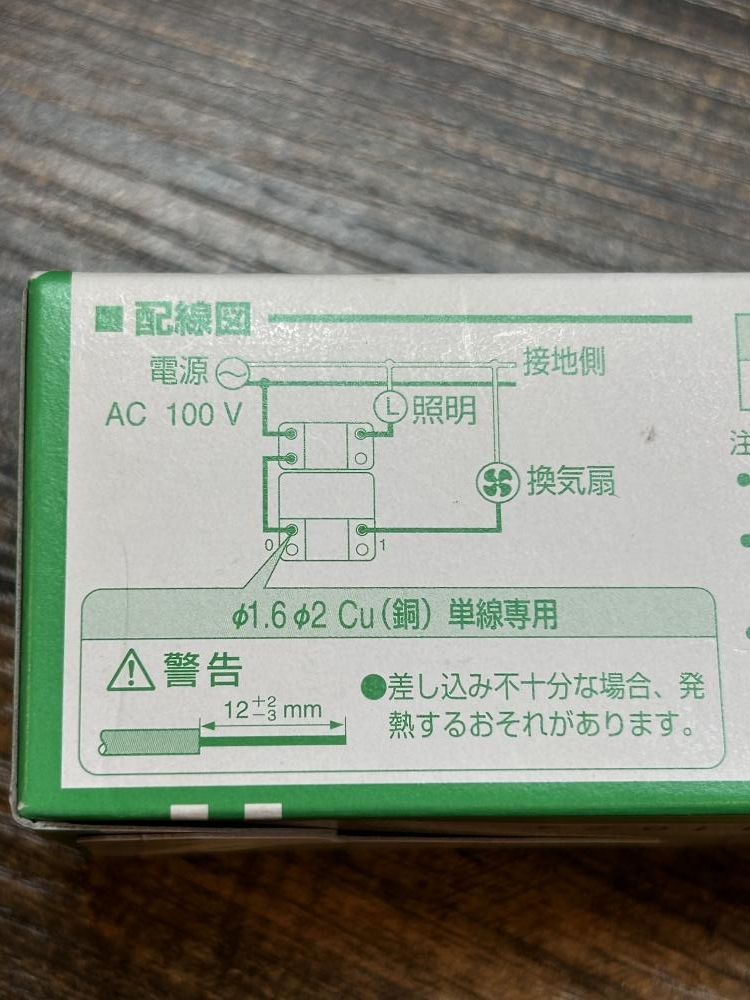 ■ 配線図
電源
接地側
AC 100 V
L
照明
換気扇
0
1
φ1.6 φ2 Cu(銅) 単線専用
警告
12 +2 −3 mm
●差し込み不十分な場合、発
熱するおそれがあります。
注